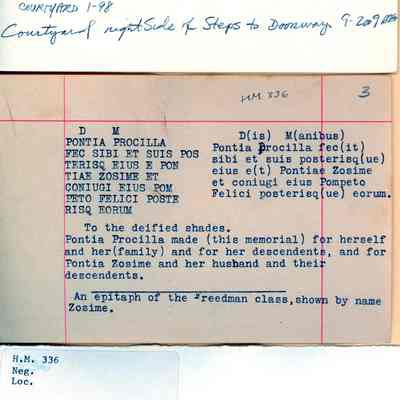 COURTYARD 1-98
Courtyard right Side of Steps to Doorway. 9-2009
HM 336
3
D M
PONTIA PROCILLA
FEC SIBI ET SUIS POS
TERISQ EIUS E PON
TIAE ZOSIME ET
CONIUGI EIUS POM
PETO FELICI POSTE
RISQ EORUM
D(is) M(anibus)
Pontia Procilla fec(it)
sibi et suis posterisq(ue)
eius e(t) Pontiae Zosime
et coniugi eius Pompeto
Felici posterisq(ue) eorum.
To the deified shades.
Pontia Procilla made (this memorial) for herself
and her(family) and for her descendents, and for
Pontia Zosime and her husband and their
descendents.
An epitaph of the freedman class,shown by name
Zosime.
H.M. 336
Neg.
Loc.